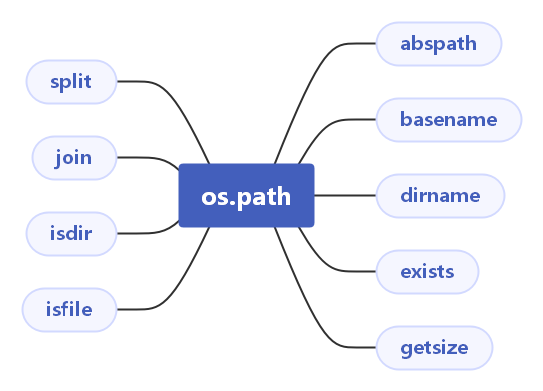 os.path
split
join
isdir
isfile
abspath
basename
dirname
exists
getsize